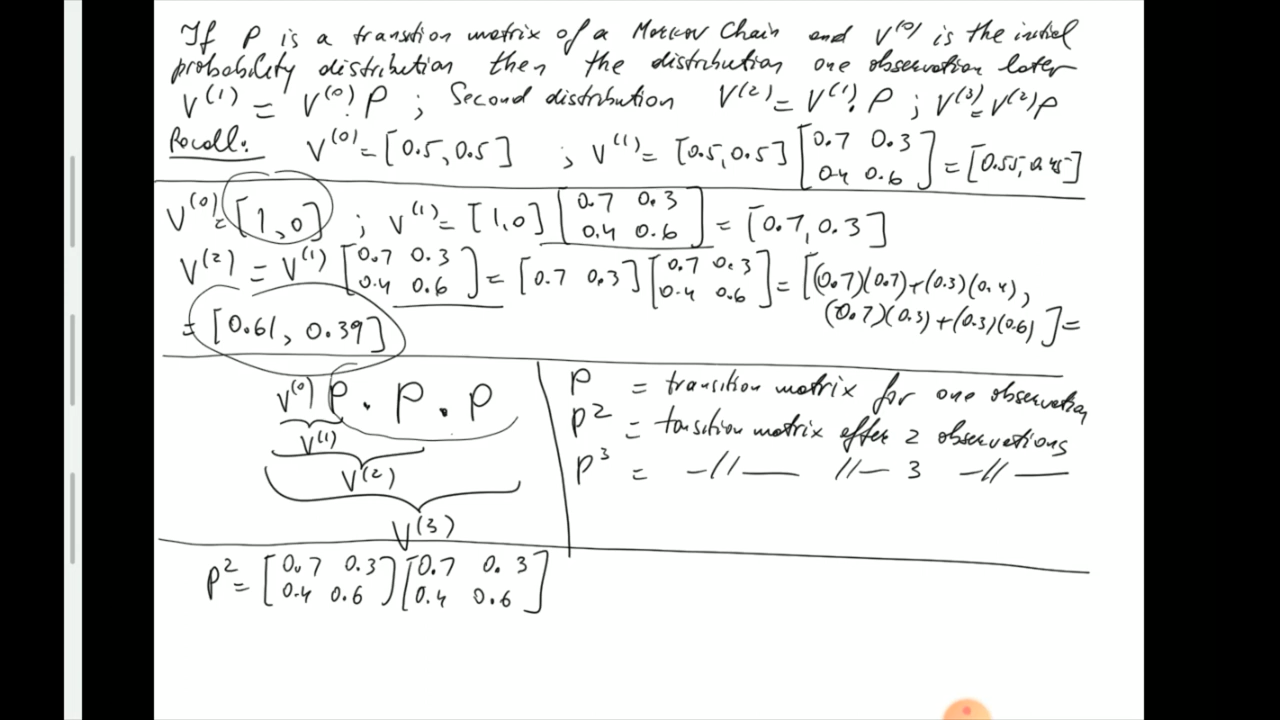 If P is a transition matrix of a Markov Chain and V^(0) is the initial
probability distribution then the distribution one observation later
V^(1) = V^(0). P ; Second distribution V^(2) = V^(1). P ; V^(3) = V^(2) P
Recall: V^(0) = [0.5, 0.5] ; V^(1) = [0.5, 0.5] [0.7 0.3
0.4 0.6] = [0.55, 0.45]
V^(0) = [1, 0] ; V^(1) = [1, 0] [0.7 0.3
0.4 0.6] = [0.7, 0.3]
V^(2) = V^(1) [0.7 0.3
0.4 0.6] = [0.7 0.3] [0.7 0.3
0.4 0.6] = [(0.7)(0.7)+(0.3)(0.4),
(0.7)(0.3)+(0.3)(0.6)] =
= [0.61, 0.39]
V^(0) P . P . P
V^(1)
V^(2)
V^(3)
P = transition matrix for one observation
P^2 = tansition matrix after 2 observations
P^3 = -//— //— 3 -//—
P^2 = [0.7 0.3
0.4 0.6] [0.7 0.3
0.4 0.6]